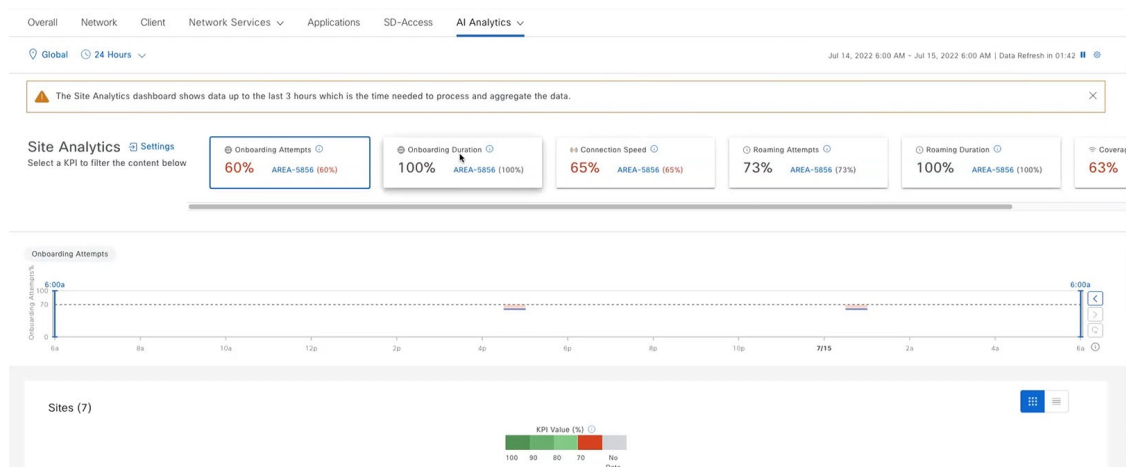 Overall Network Client Network Services Applications SD-Access AI Analytics
Global 24 Hours
Jul 14, 2022 6:00 AM - Jul 15, 2022 6:00 AM | Data Refresh in 01:42
The Site Analytics dashboard shows data up to the last 3 hours which is the time needed to process and aggregate the data.
Site Analytics Settings
Select a KPI to filter the content below
Onboarding Attempts
60% AREA-5856 (60%)
Onboarding Duration
100% AREA-5856 (100%)
Connection Speed
65% AREA-5856 (65%)
Roaming Attempts
73% AREA-5856 (73%)
Roaming Duration
100% AREA-5856 (100%)
Coverag
63%
Onboarding Attempts
Onboarding Attempts%
6:00a 6:00a
100
70
0
6a 8a 10a 12p 2p 4p 6p 8p 10p 7/15 2a 4a 6a
Sites (7)
KPI Value (%)
100 90 80 70 No
Data